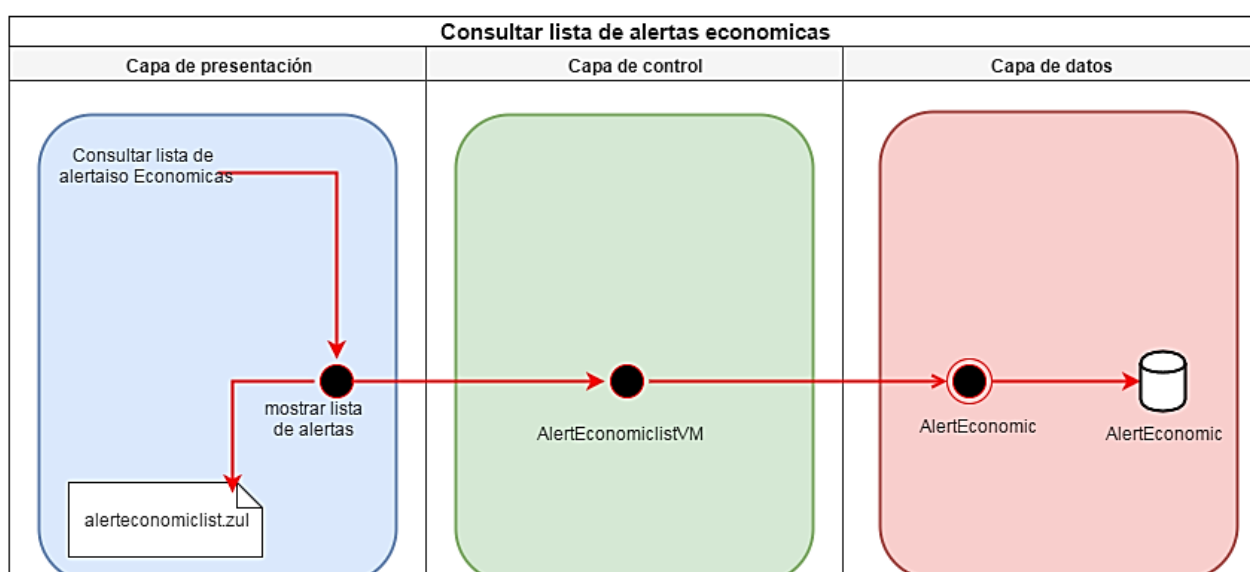 Consultar lista de alertas economicas
Capa de presentación
Capa de control
Capa de datos
Consultar lista de
alertaiso Economicas
mostrar lista
de alertas
alerteconomiclist.zul
AlertEconomiclistVM
AlertEconomic
AlertEconomic